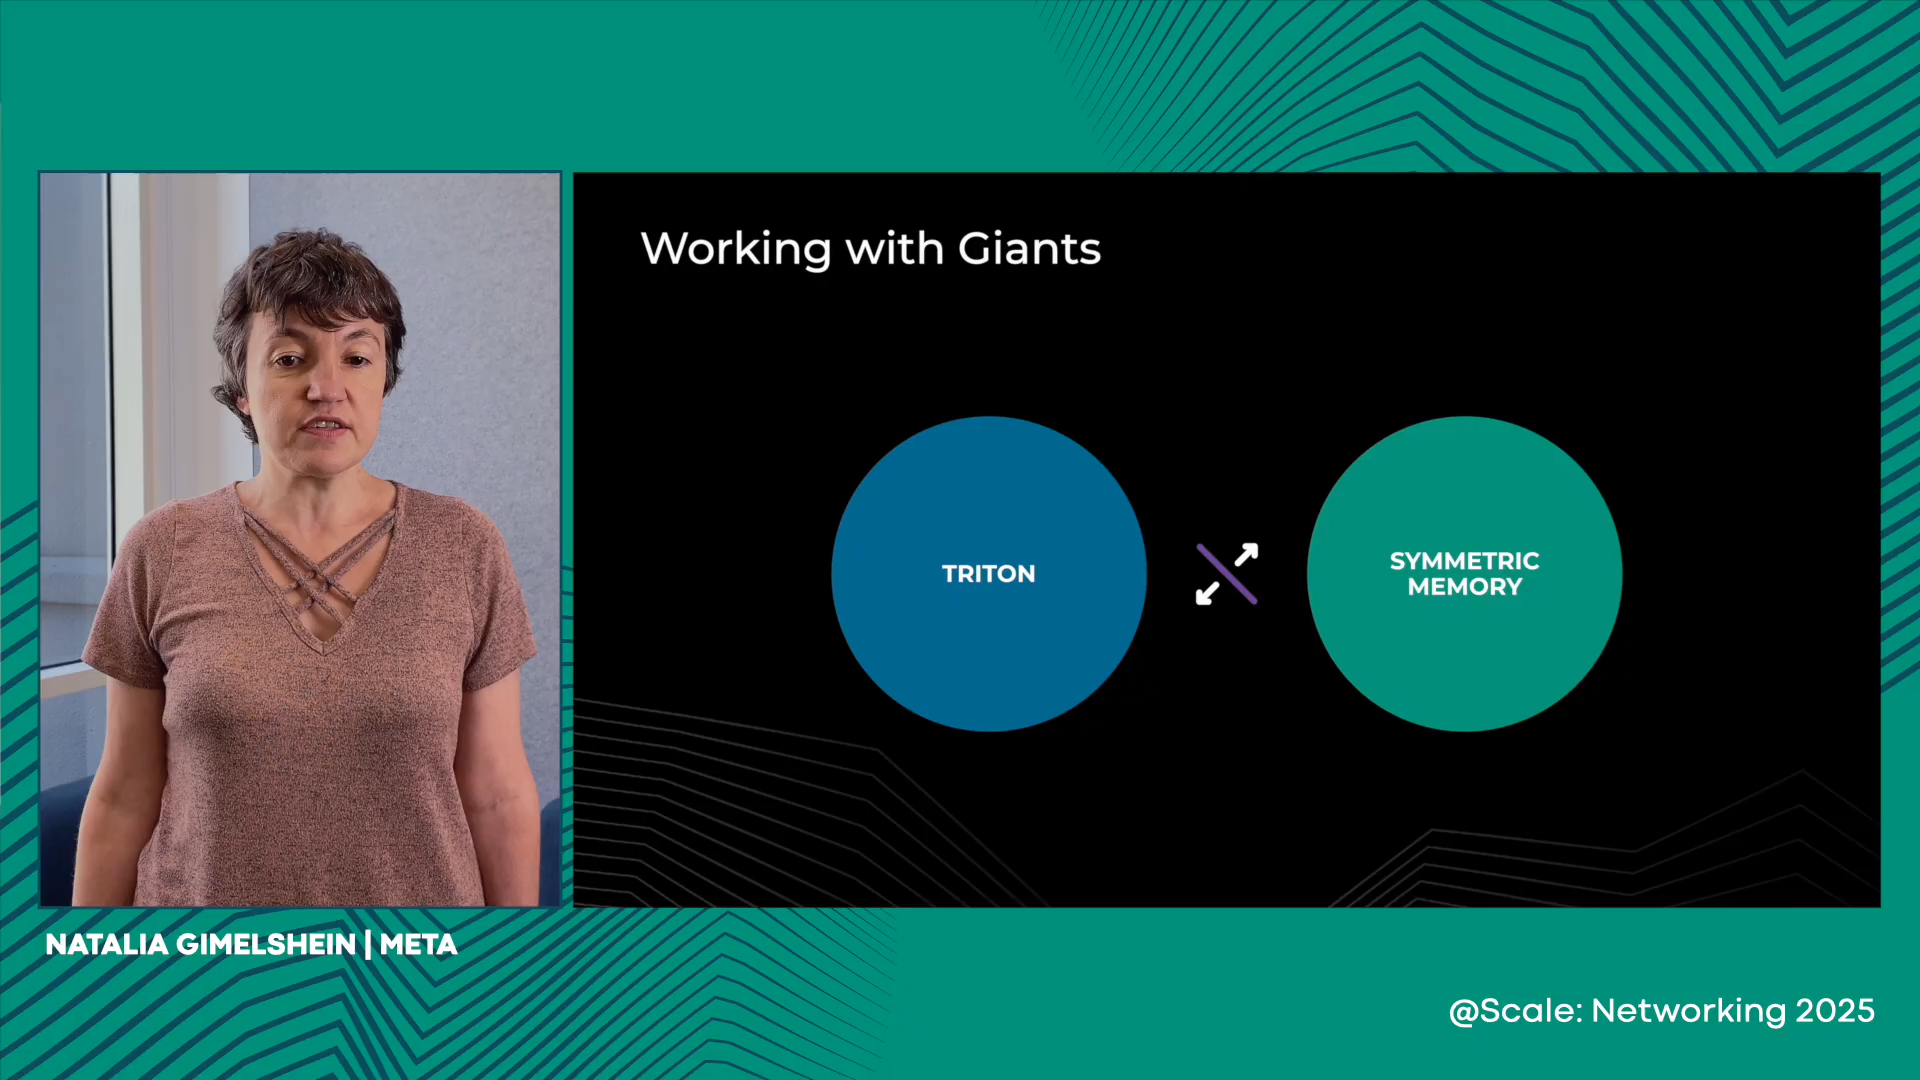 Working with Giants
TRITON
SYMMETRIC
MEMORY
NATALIA GIMELSHEIN | META
@Scale: Networking 2025